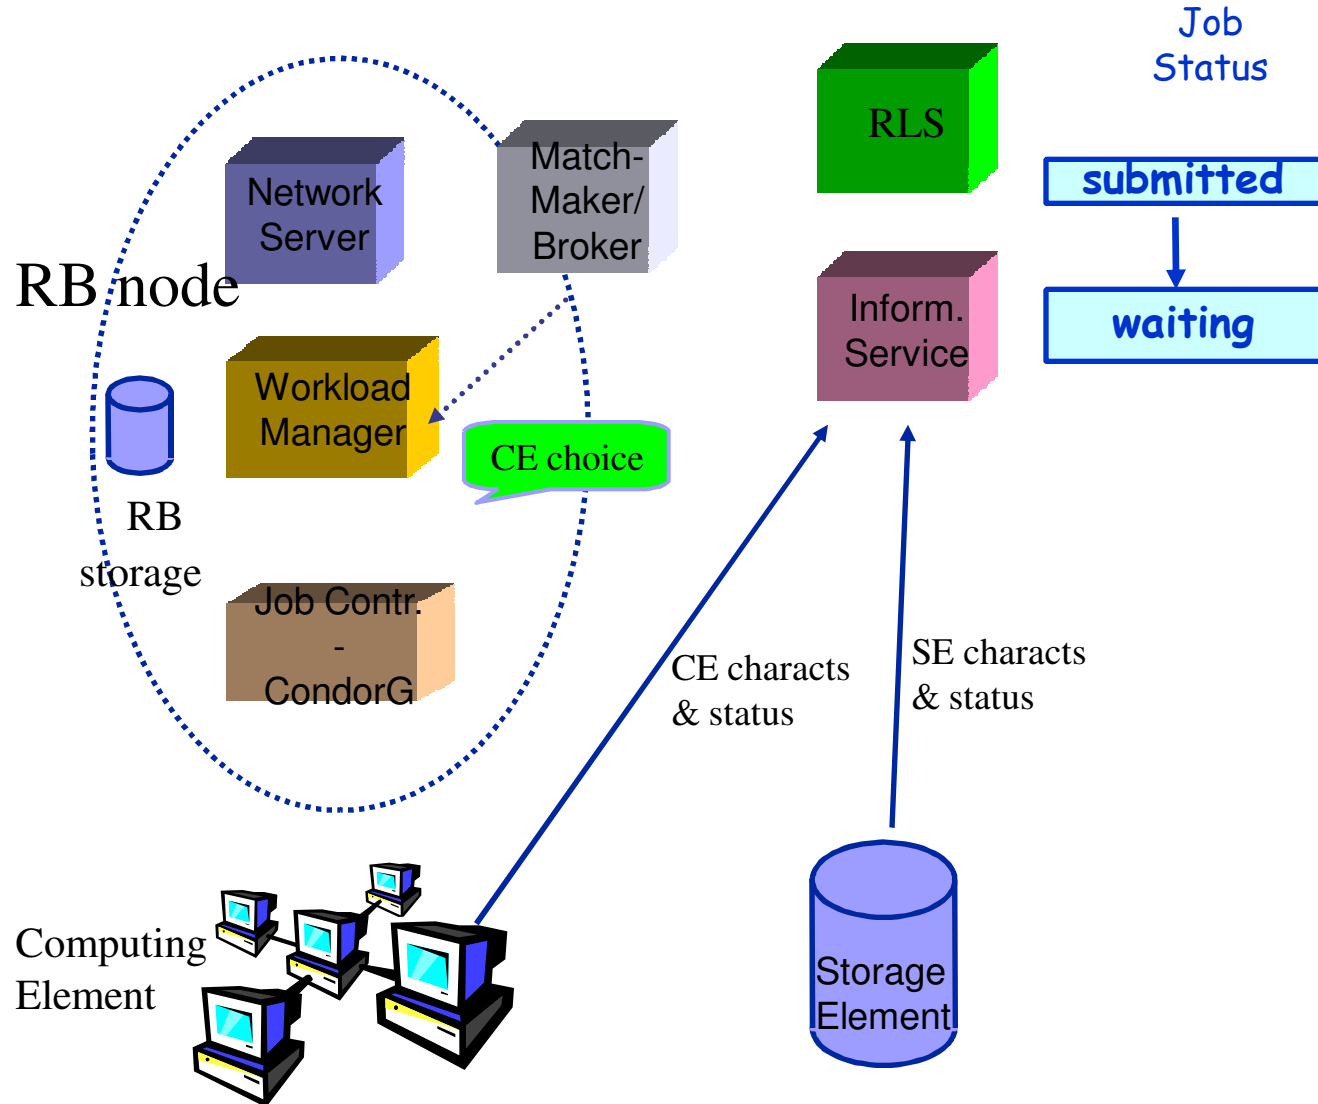 Job
Status
RLS
submitted
Network
Server
Match-
Maker/
Broker
RB node
Inform.
Service
waiting
Workload
Manager
CE choice
RB
storage
Job Contr.
-
CondorG
CE characts
& status
SE characts
& status
Computing
Element
Storage
Element